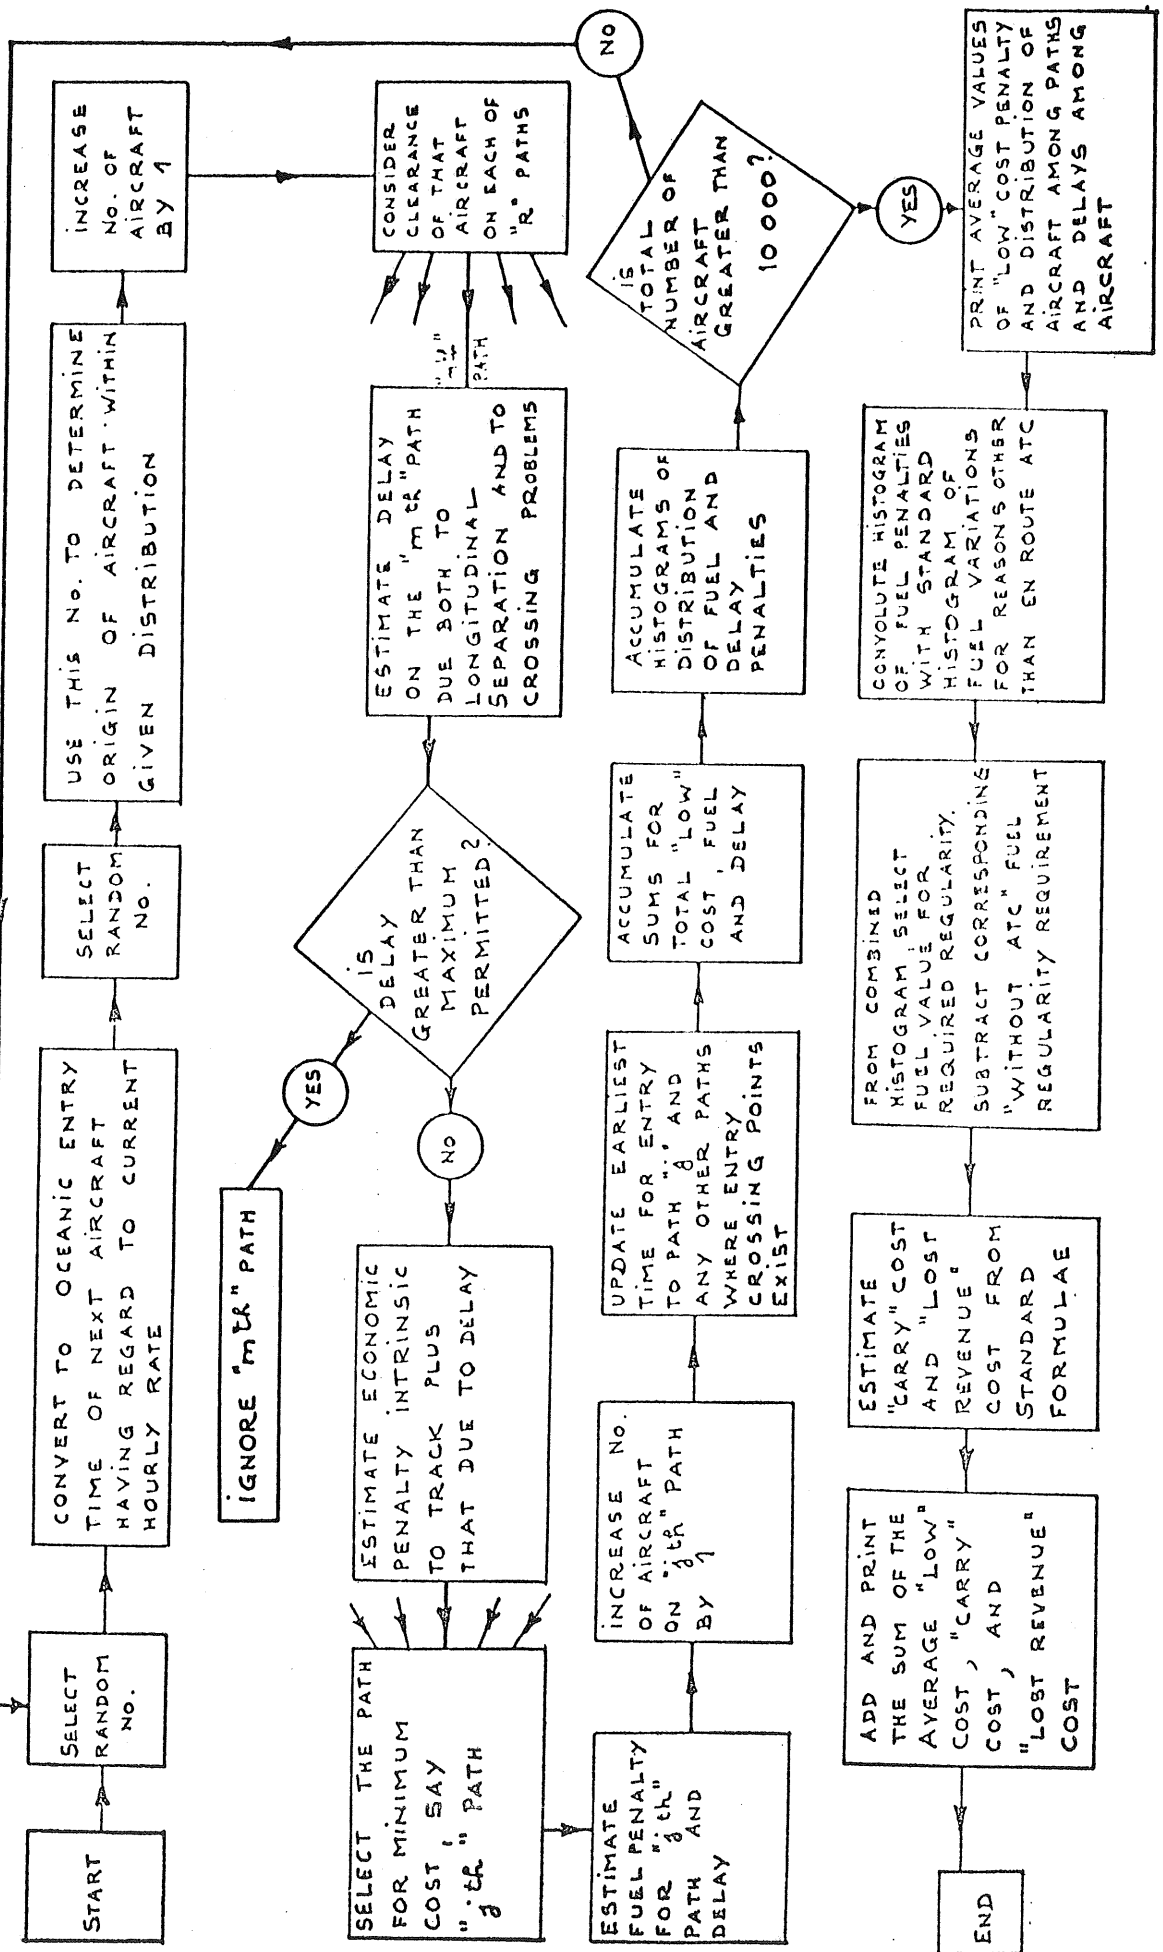 START
SELECT
RANDOM
No.
CONVERT TO OCEANIC ENTRY
TIME OF NEXT AIRCRAFT
HAVING REGARD TO CURRENT
HOURLY RATE
SELECT
RANDOM
No.
USE THIS No. TO DETERMINE
ORIGIN OF AIRCRAFT WITHIN
GIVEN DISTRIBUTION
INCREASE
No. OF
AIRCRAFT
BY 1
CONSIDER
CLEARANCE
OF THAT
AIRCRAFT
ON EACH OF
"R" PATHS
"mth"
PATH
ESTIMATE DELAY
ON THE "mth" PATH
DUE BOTH TO
LONGITUDINAL
SEPARATION AND TO
CROSSING PROBLEMS
IS
DELAY
GREATER THAN
MAXIMUM
PERMITTED?
YES
IGNORE "mth" PATH
NO
ESTIMATE ECONOMIC
PENALTY INTRINSIC
TO TRACK PLUS
THAT DUE TO DELAY
SELECT THE PATH
FOR MINIMUM
COST, SAY
"jth" PATH
ESTIMATE
FUEL PENALTY
FOR "jth"
PATH AND
DELAY
INCREASE No.
OF AIRCRAFT
ON "jth" PATH
BY 1
UPDATE EARLIEST
TIME FOR ENTRY
TO PATH "j" AND
ANY OTHER PATHS
WHERE ENTRY
CROSSING POINTS
EXIST
ACCUMULATE
SUMS FOR
TOTAL "LOW"
COST, FUEL
AND DELAY
ACCUMULATE
HISTOGRAMS OF
DISTRIBUTION
OF FUEL AND
DELAY
PENALTIES
IS
TOTAL
NUMBER OF
AIRCRAFT
GREATER THAN
10000?
NO
YES
PRINT AVERAGE VALUES
OF "LOW" COST PENALTY
AND DISTRIBUTION OF
AIRCRAFT AMONG PATHS
AND DELAYS AMONG
AIRCRAFT
CONVOLUTE HISTOGRAM
OF FUEL PENALTIES
WITH STANDARD
HISTOGRAM OF
FUEL VARIATIONS
FOR REASONS OTHER
THAN EN ROUTE ATC
FROM COMBINED
HISTOGRAM, SELECT
FUEL VALUE FOR
REQUIRED REGULARITY.
SUBTRACT CORRESPONDING
"WITHOUT ATC" FUEL
REGULARITY REQUIREMENT
ESTIMATE
"CARRY" COST
AND "LOST
REVENUE"
COST FROM
STANDARD
FORMULAE
ADD AND PRINT
THE SUM OF THE
AVERAGE "LOW"
COST, "CARRY"
COST, AND
"LOST REVENUE"
COST
END